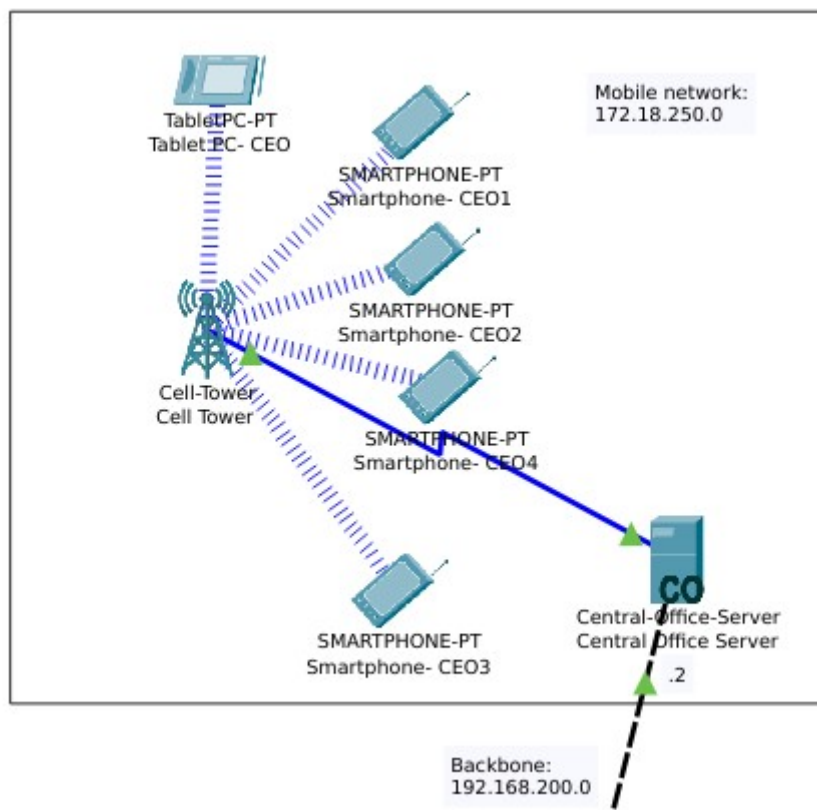 Mobile network:
172.18.250.0
TabletPC-PT
Tablet PC- CEO
SMARTPHONE-PT
Smartphone- CEO1
SMARTPHONE-PT
Smartphone- CEO2
Cell-Tower
Cell Tower
SMARTPHONE-PT
Smartphone- CEO4
CO
Central-Office-Server
Central Office Server
.2
SMARTPHONE-PT
Smartphone- CEO3
Backbone:
192.168.200.0